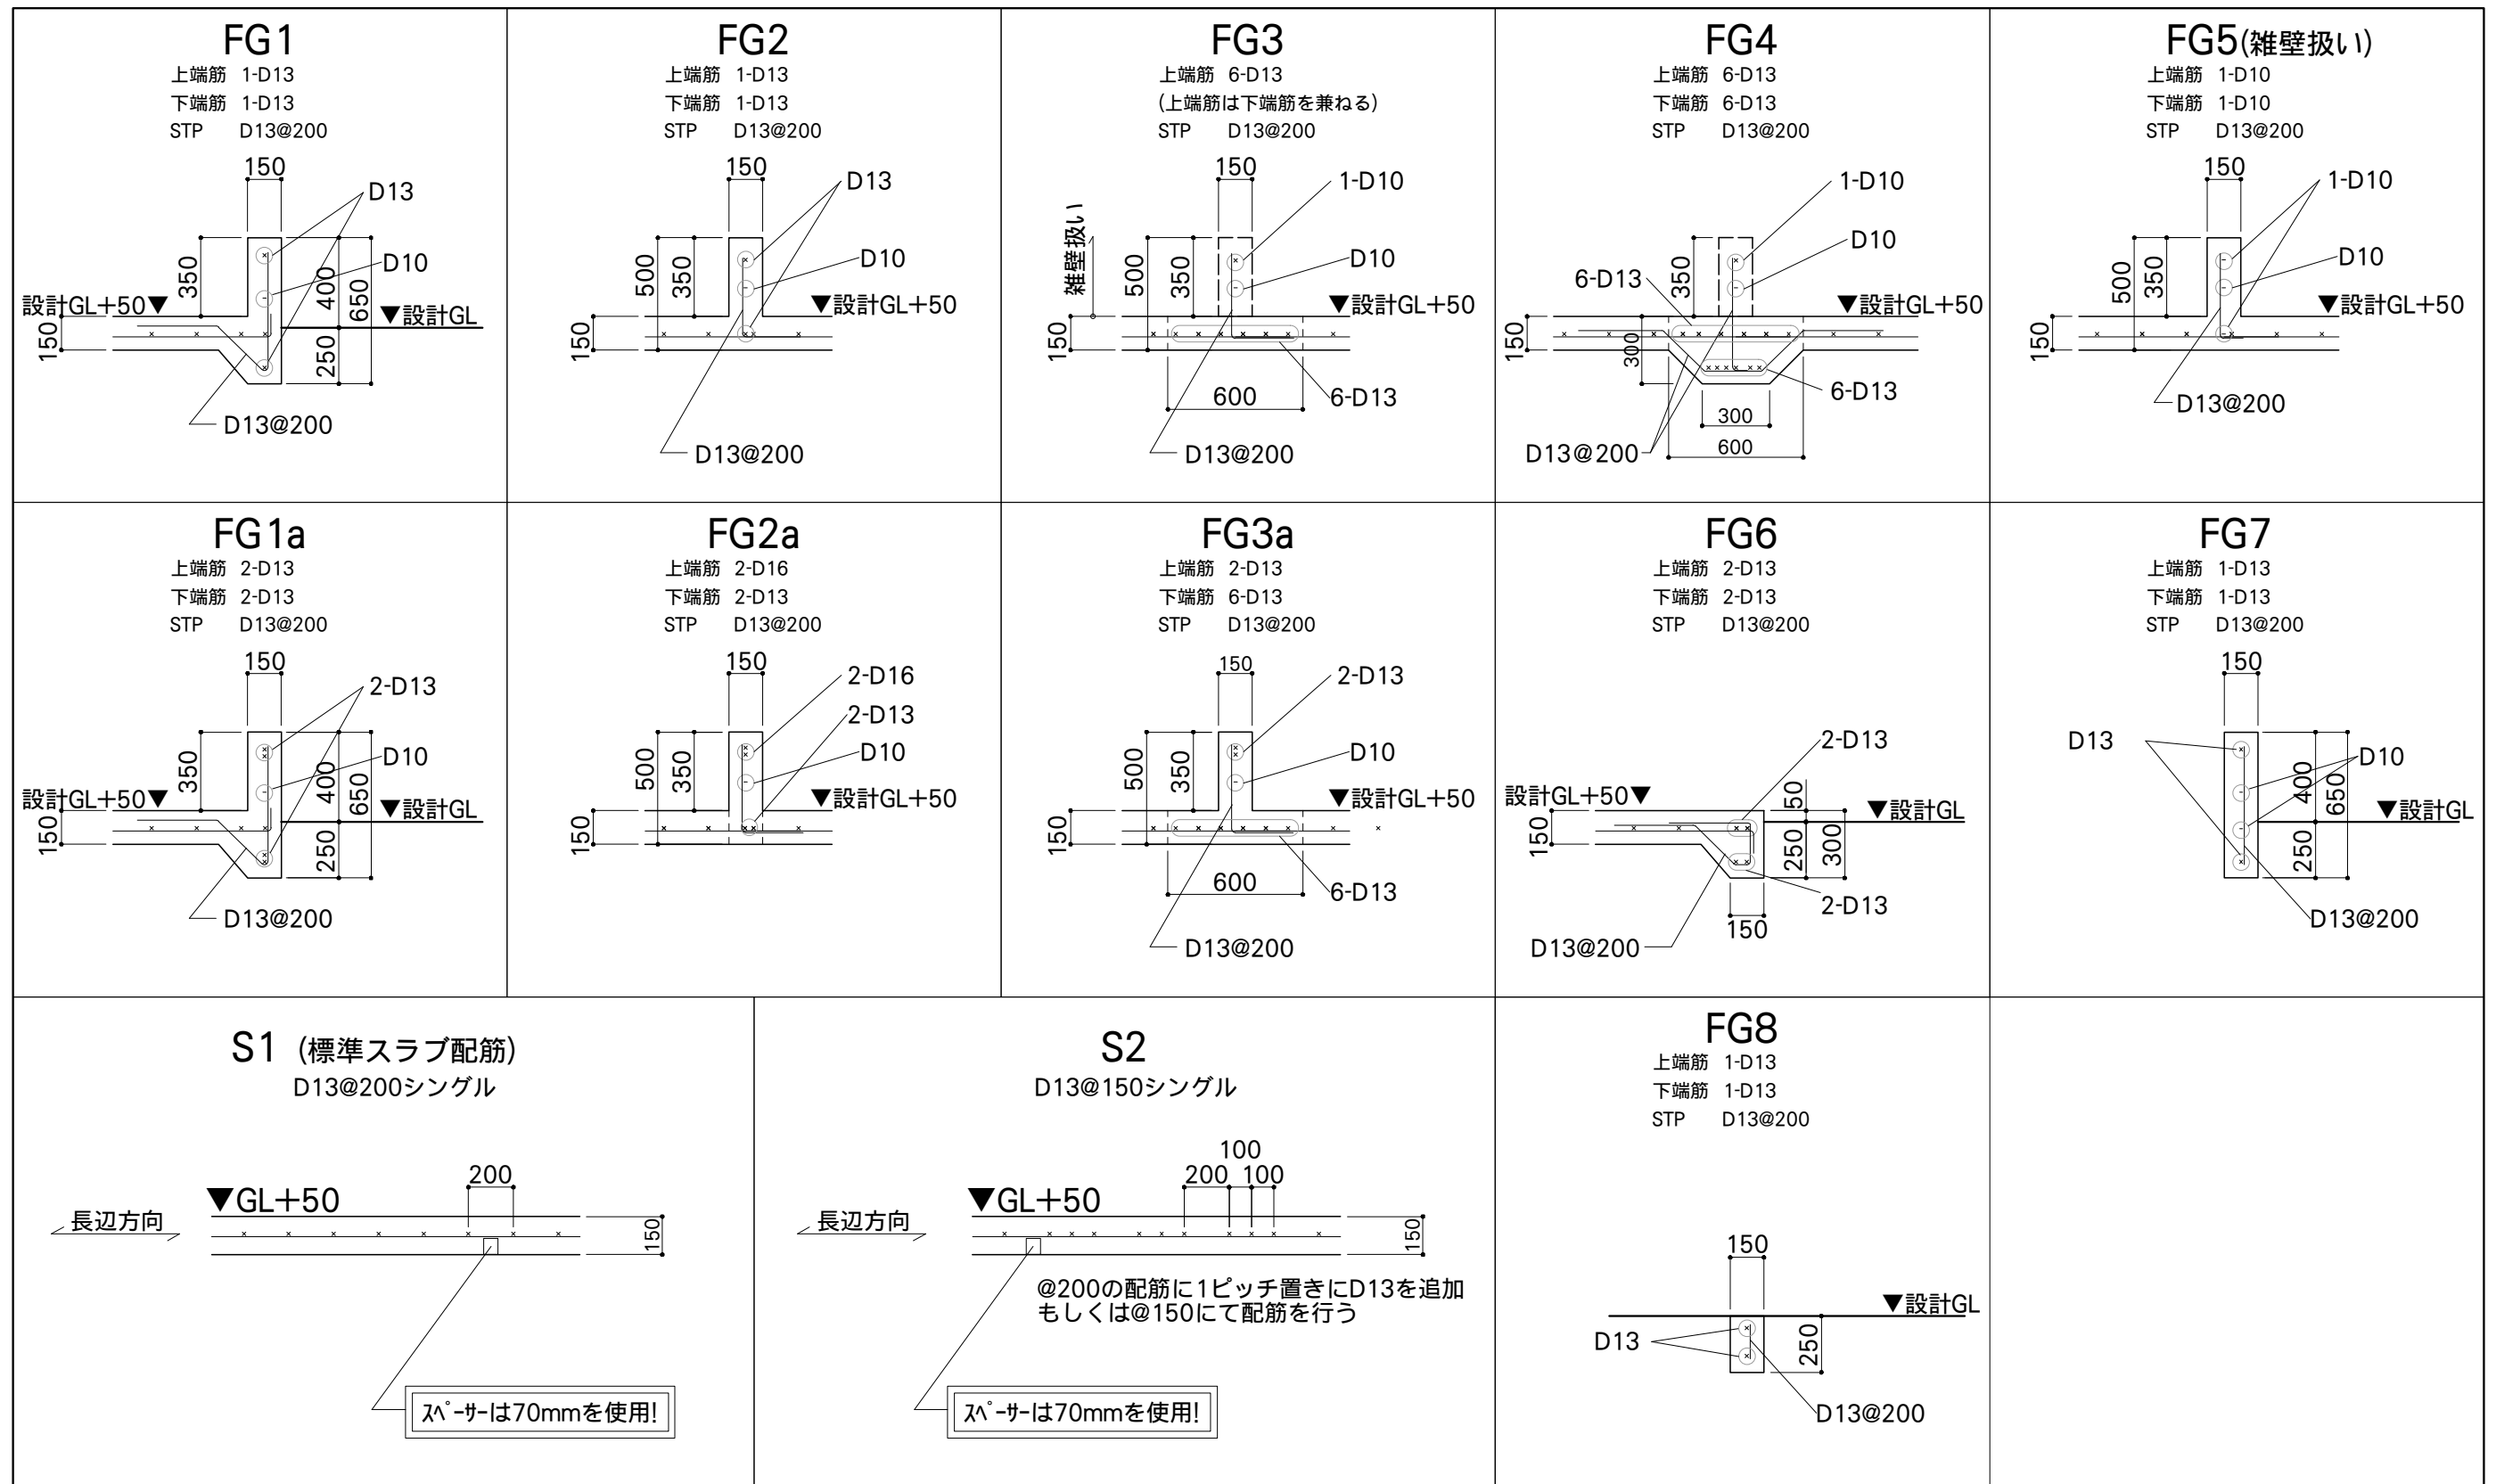 FG1
上端筋 1-D13
下端筋 1-D13
STP D13@200
150
D13
D10
350
400
650
設計GL+50▼
▼設計GL
150
250
D13@200
FG2
上端筋 1-D13
下端筋 1-D13
STP D13@200
150
D13
D10
500
350
▼設計GL+50
150
D13@200
FG3
上端筋 6-D13
(上端筋は下端筋を兼ねる)
STP D13@200
150
1-D10
雑壁扱い
D10
500
350
▼設計GL+50
150
600
6-D13
D13@200
FG4
上端筋 6-D13
下端筋 6-D13
STP D13@200
150
1-D10
D10
6-D13
350
▼設計GL+50
150
300
6-D13
300
600
D13@200
FG5(雑壁扱い)
上端筋 1-D10
下端筋 1-D10
STP D13@200
150
1-D10
D10
500
350
▼設計GL+50
150
D13@200
FG1a
上端筋 2-D13
下端筋 2-D13
STP D13@200
150
2-D13
D10
350
400
650
設計GL+50▼
▼設計GL
150
250
D13@200
FG2a
上端筋 2-D16
下端筋 2-D13
STP D13@200
150
2-D16
2-D13
D10
500
350
▼設計GL+50
150
FG3a
上端筋 2-D13
下端筋 6-D13
STP D13@200
150
2-D13
D10
500
350
▼設計GL+50
150
600
6-D13
D13@200
FG6
上端筋 2-D13
下端筋 2-D13
STP D13@200
2-D13
設計GL+50▼
50
▼設計GL
150
250
300
2-D13
150
D13@200
FG7
上端筋 1-D13
下端筋 1-D13
STP D13@200
150
D13
D10
400
650
▼設計GL
250
D13@200
S1 (標準スラブ配筋)
D13@200シングル
200
▼GL+50
長辺方向
150
ｽﾍﾟｰｻｰは70mmを使用!
S2
D13@150シングル
100
200 100
▼GL+50
長辺方向
150
@200の配筋に1ピッチ置きにD13を追加
もしくは@150にて配筋を行う
ｽﾍﾟｰｻｰは70mmを使用!
FG8
上端筋 1-D13
下端筋 1-D13
STP D13@200
150
▼設計GL
D13
250
D13@200